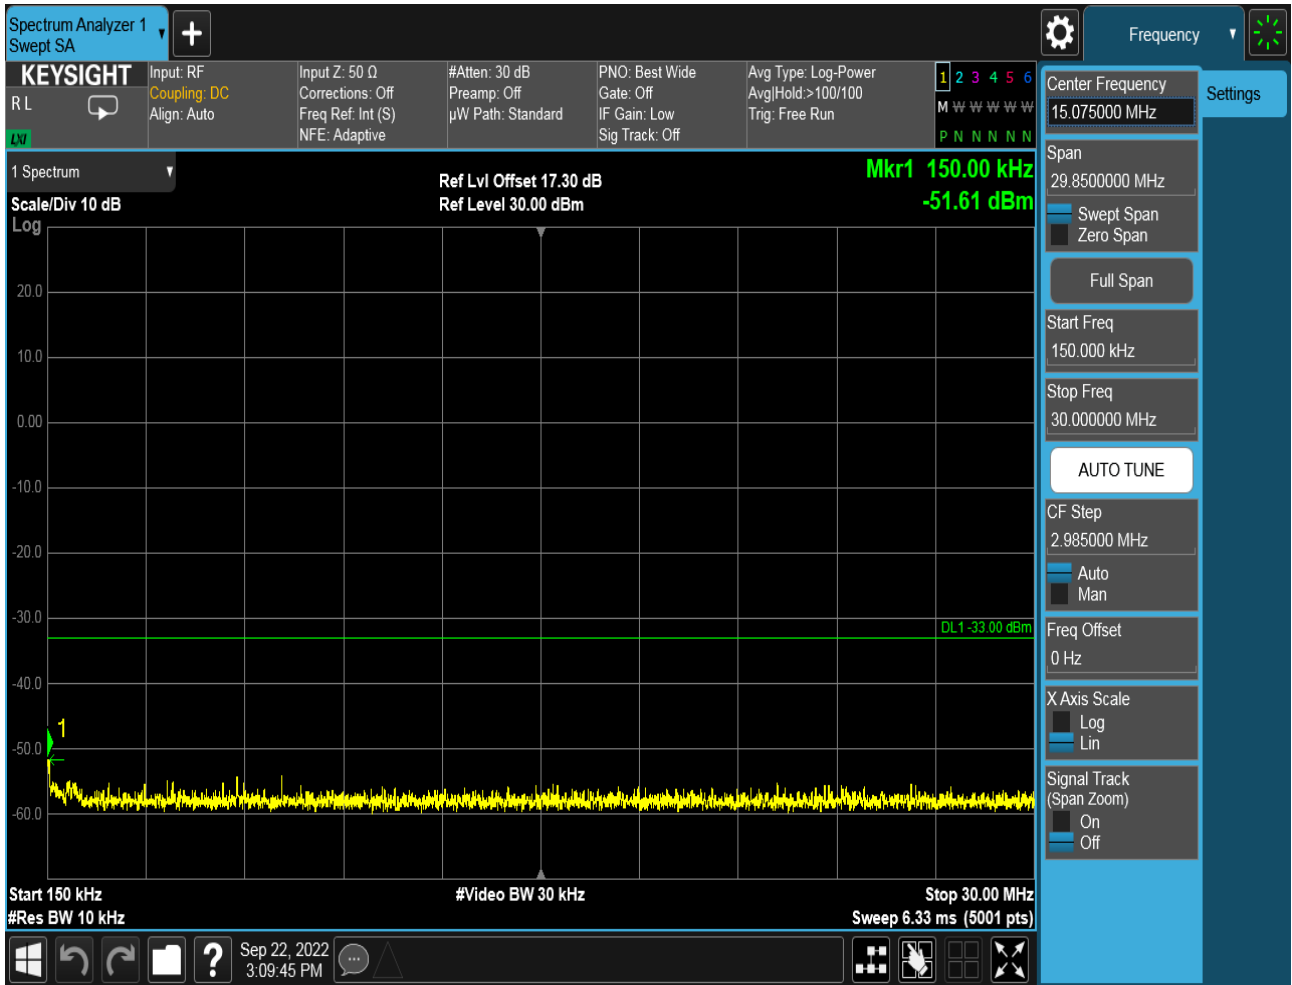 Spectrum Analyzer 1
Swept SA
Frequency
KEYSIGHT
R L
LXI
Input: RF
Coupling: DC
Align: Auto
Input Z: 50 Ω
Corrections: Off
Freq Ref: Int (S)
NFE: Adaptive
#Atten: 30 dB
Preamp: Off
µW Path: Standard
PNO: Best Wide
Gate: Off
IF Gain: Low
Sig Track: Off
Avg Type: Log-Power
Avg|Hold:>100/100
Trig: Free Run
1 2 3 4 5 6
M W W W W W
P N N N N N
1 Spectrum
Scale/Div 10 dB
Log
Ref Lvl Offset 17.30 dB
Ref Level 30.00 dBm
Mkr1 150.00 kHz
-51.61 dBm
20.0
10.0
0.00
-10.0
-20.0
-30.0
DL1 -33.00 dBm
-40.0
1
-50.0
-60.0
Start 150 kHz
#Video BW 30 kHz
Stop 30.00 MHz
#Res BW 10 kHz
Sweep 6.33 ms (5001 pts)
?
Sep 22, 2022
3:09:45 PM
Center Frequency
15.075000 MHz
Settings
Span
29.8500000 MHz
Swept Span
Zero Span
Full Span
Start Freq
150.000 kHz
Stop Freq
30.000000 MHz
AUTO TUNE
CF Step
2.985000 MHz
Auto
Man
Freq Offset
0 Hz
X Axis Scale
Log
Lin
Signal Track
(Span Zoom)
On
Off